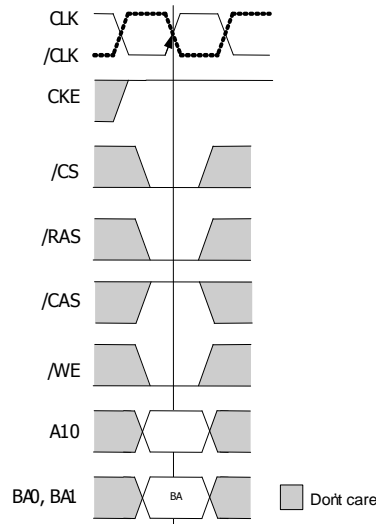 CLK
/CLK
CKE
/CS
/RAS
/CAS
/WE
A10
BA0, BA1
BA
Don't care